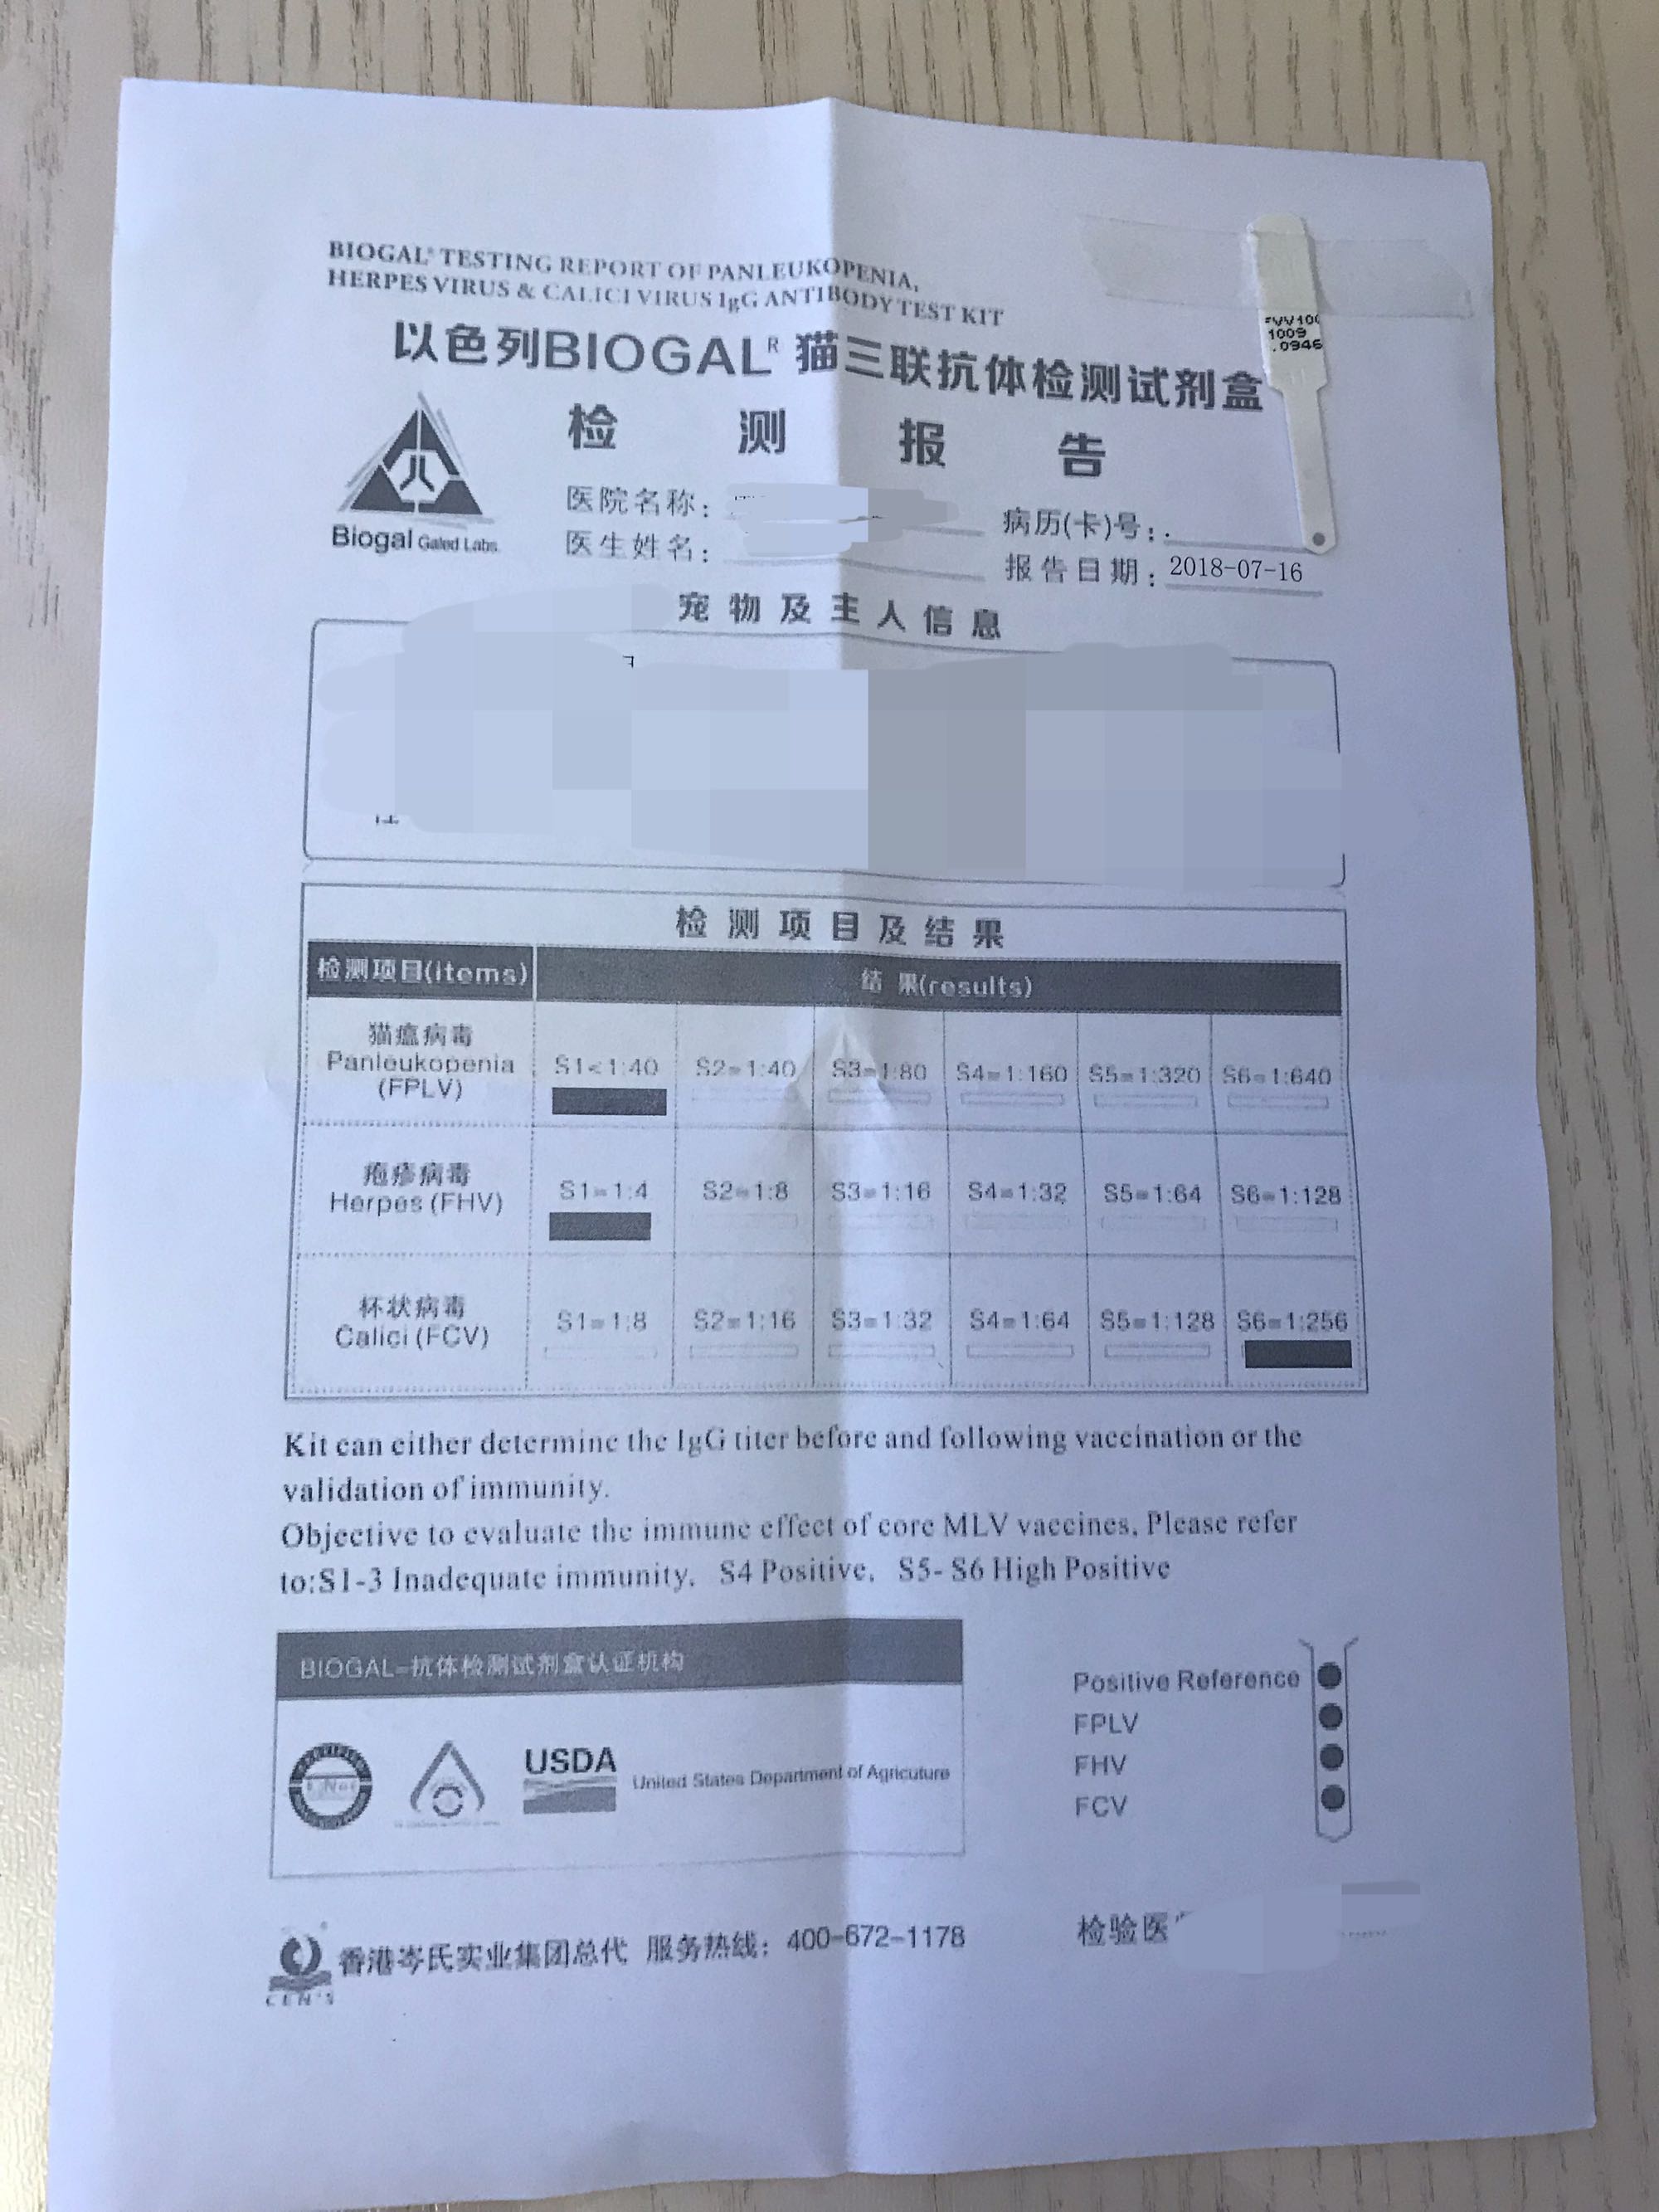 BIOGAL® TESTING REPORT OF PANLEUKOPENIA,
HERPES VIRUS & CALICI VIRUS IgG ANTIBODY TEST KIT
以色列BIOGAL® 猫三联抗体检测试剂盒
检测报告
1009
.0946
Biogal Galed Labs
医院名称:
病历(卡)号: .
医生姓名:
报告日期: 2018-07-16
宠物及主人信息
检测项目及结果
检测项目(items) 结果(results)
猫瘟病毒
Panleukopenia
(FPLV)
S1<1:40 S2=1:40 S3=1:80 S4=1:160 S5=1:320 S6=1:640
疱疹病毒
Herpes (FHV)
S1=1:4 S2=1:8 S3=1:16 S4=1:32 S5=1:64 S6=1:128
杯状病毒
Calici (FCV)
S1=1:8 S2=1:16 S3=1:32 S4=1:64 S5=1:128 S6=1:256
Kit can either determine the IgG titer before and following vaccination or the
validation of immunity.
Objective to evaluate the immune effect of core MLV vaccines, Please refer
to:S1-3 Inadequate immunity, S4 Positive, S5- S6 High Positive
BIOGAL-抗体检测试剂盒认证机构
USDA
United States Department of Agricuture
Positive Reference
FPLV
FHV
FCV
CEN'S
香港岑氏实业集团总代 服务热线: 400-672-1178
检验医